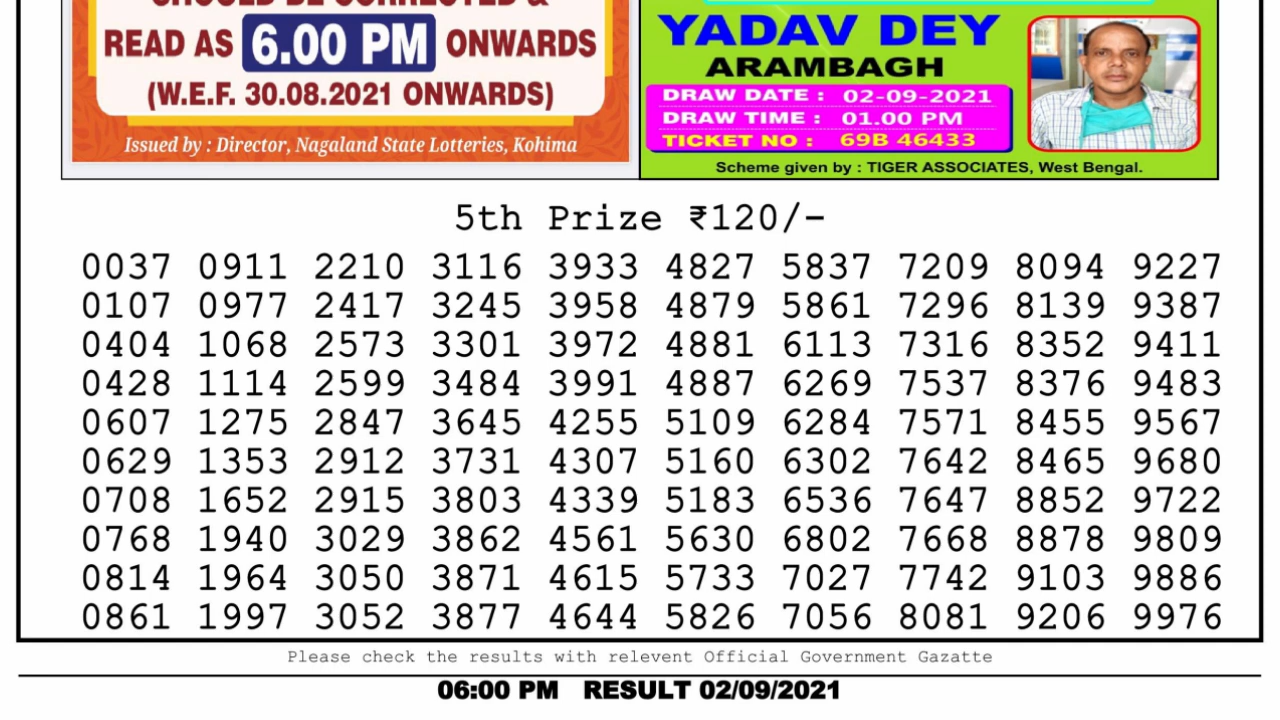 SHOULD BE CORRECTED &
READ AS 6.00 PM ONWARDS
(W.E.F. 30.08.2021 ONWARDS)
Issued by : Director, Nagaland State Lotteries, Kohima
YADAV DEY
ARAMBAGH
DRAW DATE : 02-09-2021
DRAW TIME : 01.00 PM
TICKET NO : 69B 46433
Scheme given by : TIGER ASSOCIATES, West Bengal.
5th Prize ₹120/-
0037 0911 2210 3116 3933 4827 5837 7209 8094 9227
0107 0977 2417 3245 3958 4879 5861 7296 8139 9387
0404 1068 2573 3301 3972 4881 6113 7316 8352 9411
0428 1114 2599 3484 3991 4887 6269 7537 8376 9483
0607 1275 2847 3645 4255 5109 6284 7571 8455 9567
0629 1353 2912 3731 4307 5160 6302 7642 8465 9680
0708 1652 2915 3803 4339 5183 6536 7647 8852 9722
0768 1940 3029 3862 4561 5630 6802 7668 8878 9809
0814 1964 3050 3871 4615 5733 7027 7742 9103 9886
0861 1997 3052 3877 4644 5826 7056 8081 9206 9976
Please check the results with relevent Official Government Gazatte
06:00 PM RESULT 02/09/2021